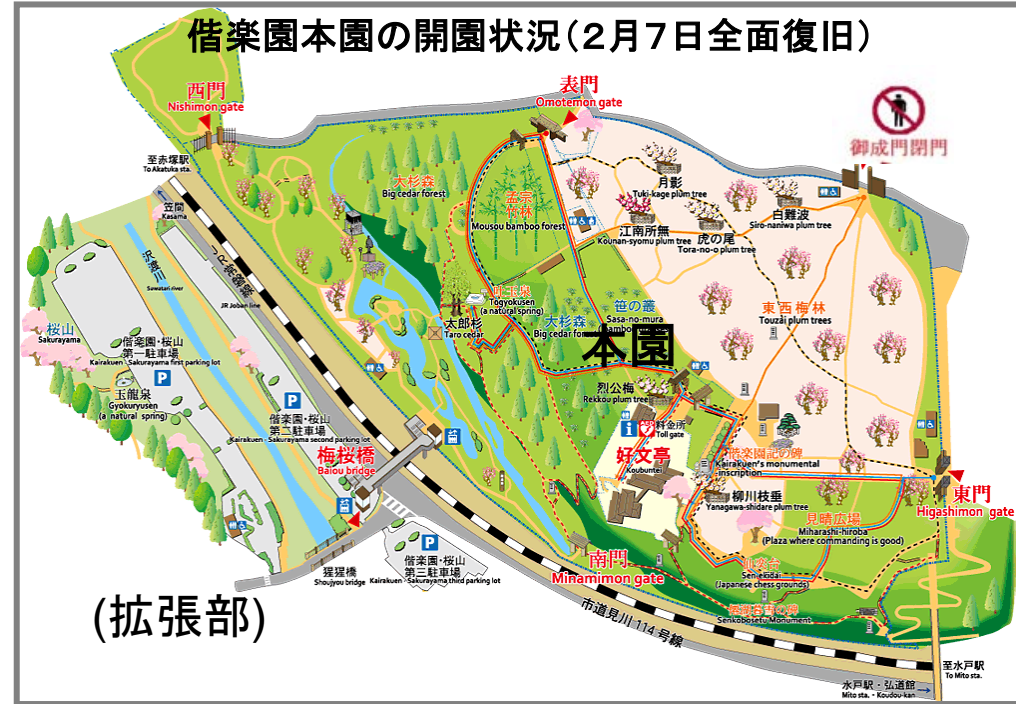 偕楽園本園の開園状況(２月７日全面復旧)
西門
Nishimon gate
表門
Omotemon gate
御成門閉門
至赤塚駅
To Akatuka sta.
笠間
Kasama
大杉森
Big cedar forest
孟宗
竹林
Mousou bamboo forest
月影
Tuki-kage plum tree
江南所無
Kounan-syomu plum tree
虎の尾
Tora-no-o plum tree
白難波
Siro-naniwa plum tree
沢渡川
Sawatari river
JR常磐線
JR Joban line
吐玉泉
Togyokusen
(a natural spring)
太郎杉
Taro cedar
大杉森
Big cedar
笹の叢
Sasa-no-mura
東西梅林
Touzai plum trees
本園
桜山
Sakurayama
偕楽園・桜山
第一駐車場
Kairakuen・Sakurayama first parking lot
P
玉龍泉
Gyokuryusen
(a natural spring)
P
偕楽園・桜山
第二駐車場
Kairakuen・Sakurayama second parking lot
烈公梅
Rekkou plum tree
料金所
Toll gate
好文亭
Koubuntei
梅桜橋
Baiou bridge
偕楽園記の碑
Kairakuen's monumental
inscription
柳川枝垂
Yanagawa-shidare plum tree
見晴広場
Miharashi-hiroba
(Plaza where commanding is good)
東門
Higashimon gate
猩猩橋
Shoujyou bridge
P
偕楽園・桜山
第三駐車場
Kairakuen・Sakurayama third parking lot
南門
Minamimon gate
Senekidai
(Japanese chess grounds)
Senkobosetu Monument
(拡張部)
市道見川114号線
至水戸駅
To Mito sta.
水戸駅・弘道館
Mito sta.・Koudou-kan